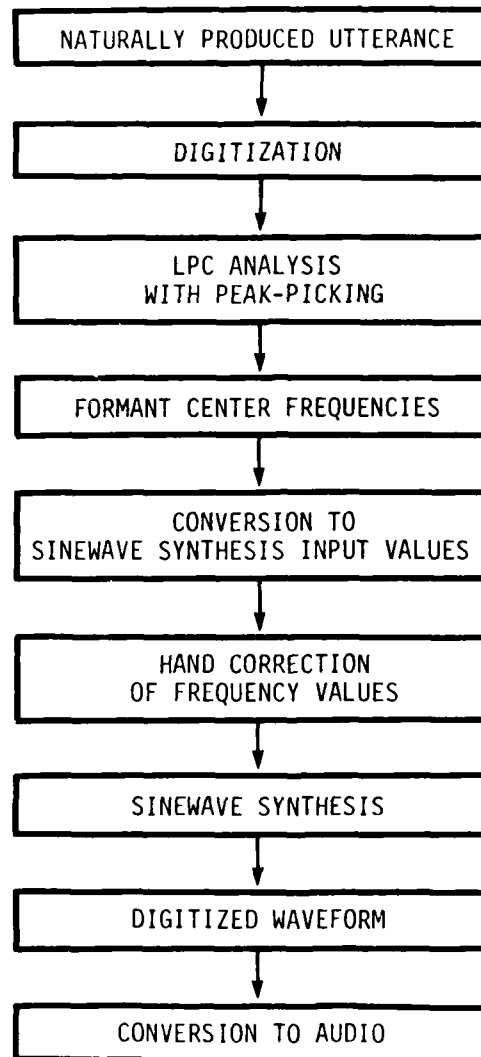 NATURALLY PRODUCED UTTERANCE
DIGITIZATION
LPC ANALYSIS
WITH PEAK-PICKING
FORMANT CENTER FREQUENCIES
CONVERSION TO
SINEWAVE SYNTHESIS INPUT VALUES
HAND CORRECTION
OF FREQUENCY VALUES
SINEWAVE SYNTHESIS
DIGITIZED WAVEFORM
CONVERSION TO AUDIO